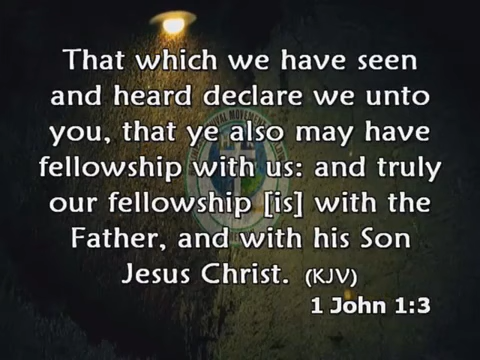 That which we have seen
and heard declare we unto
you, that ye also may have
fellowship with us: and truly
our fellowship [is] with the
Father, and with his Son
Jesus Christ. (KJV)
1 John 1:3